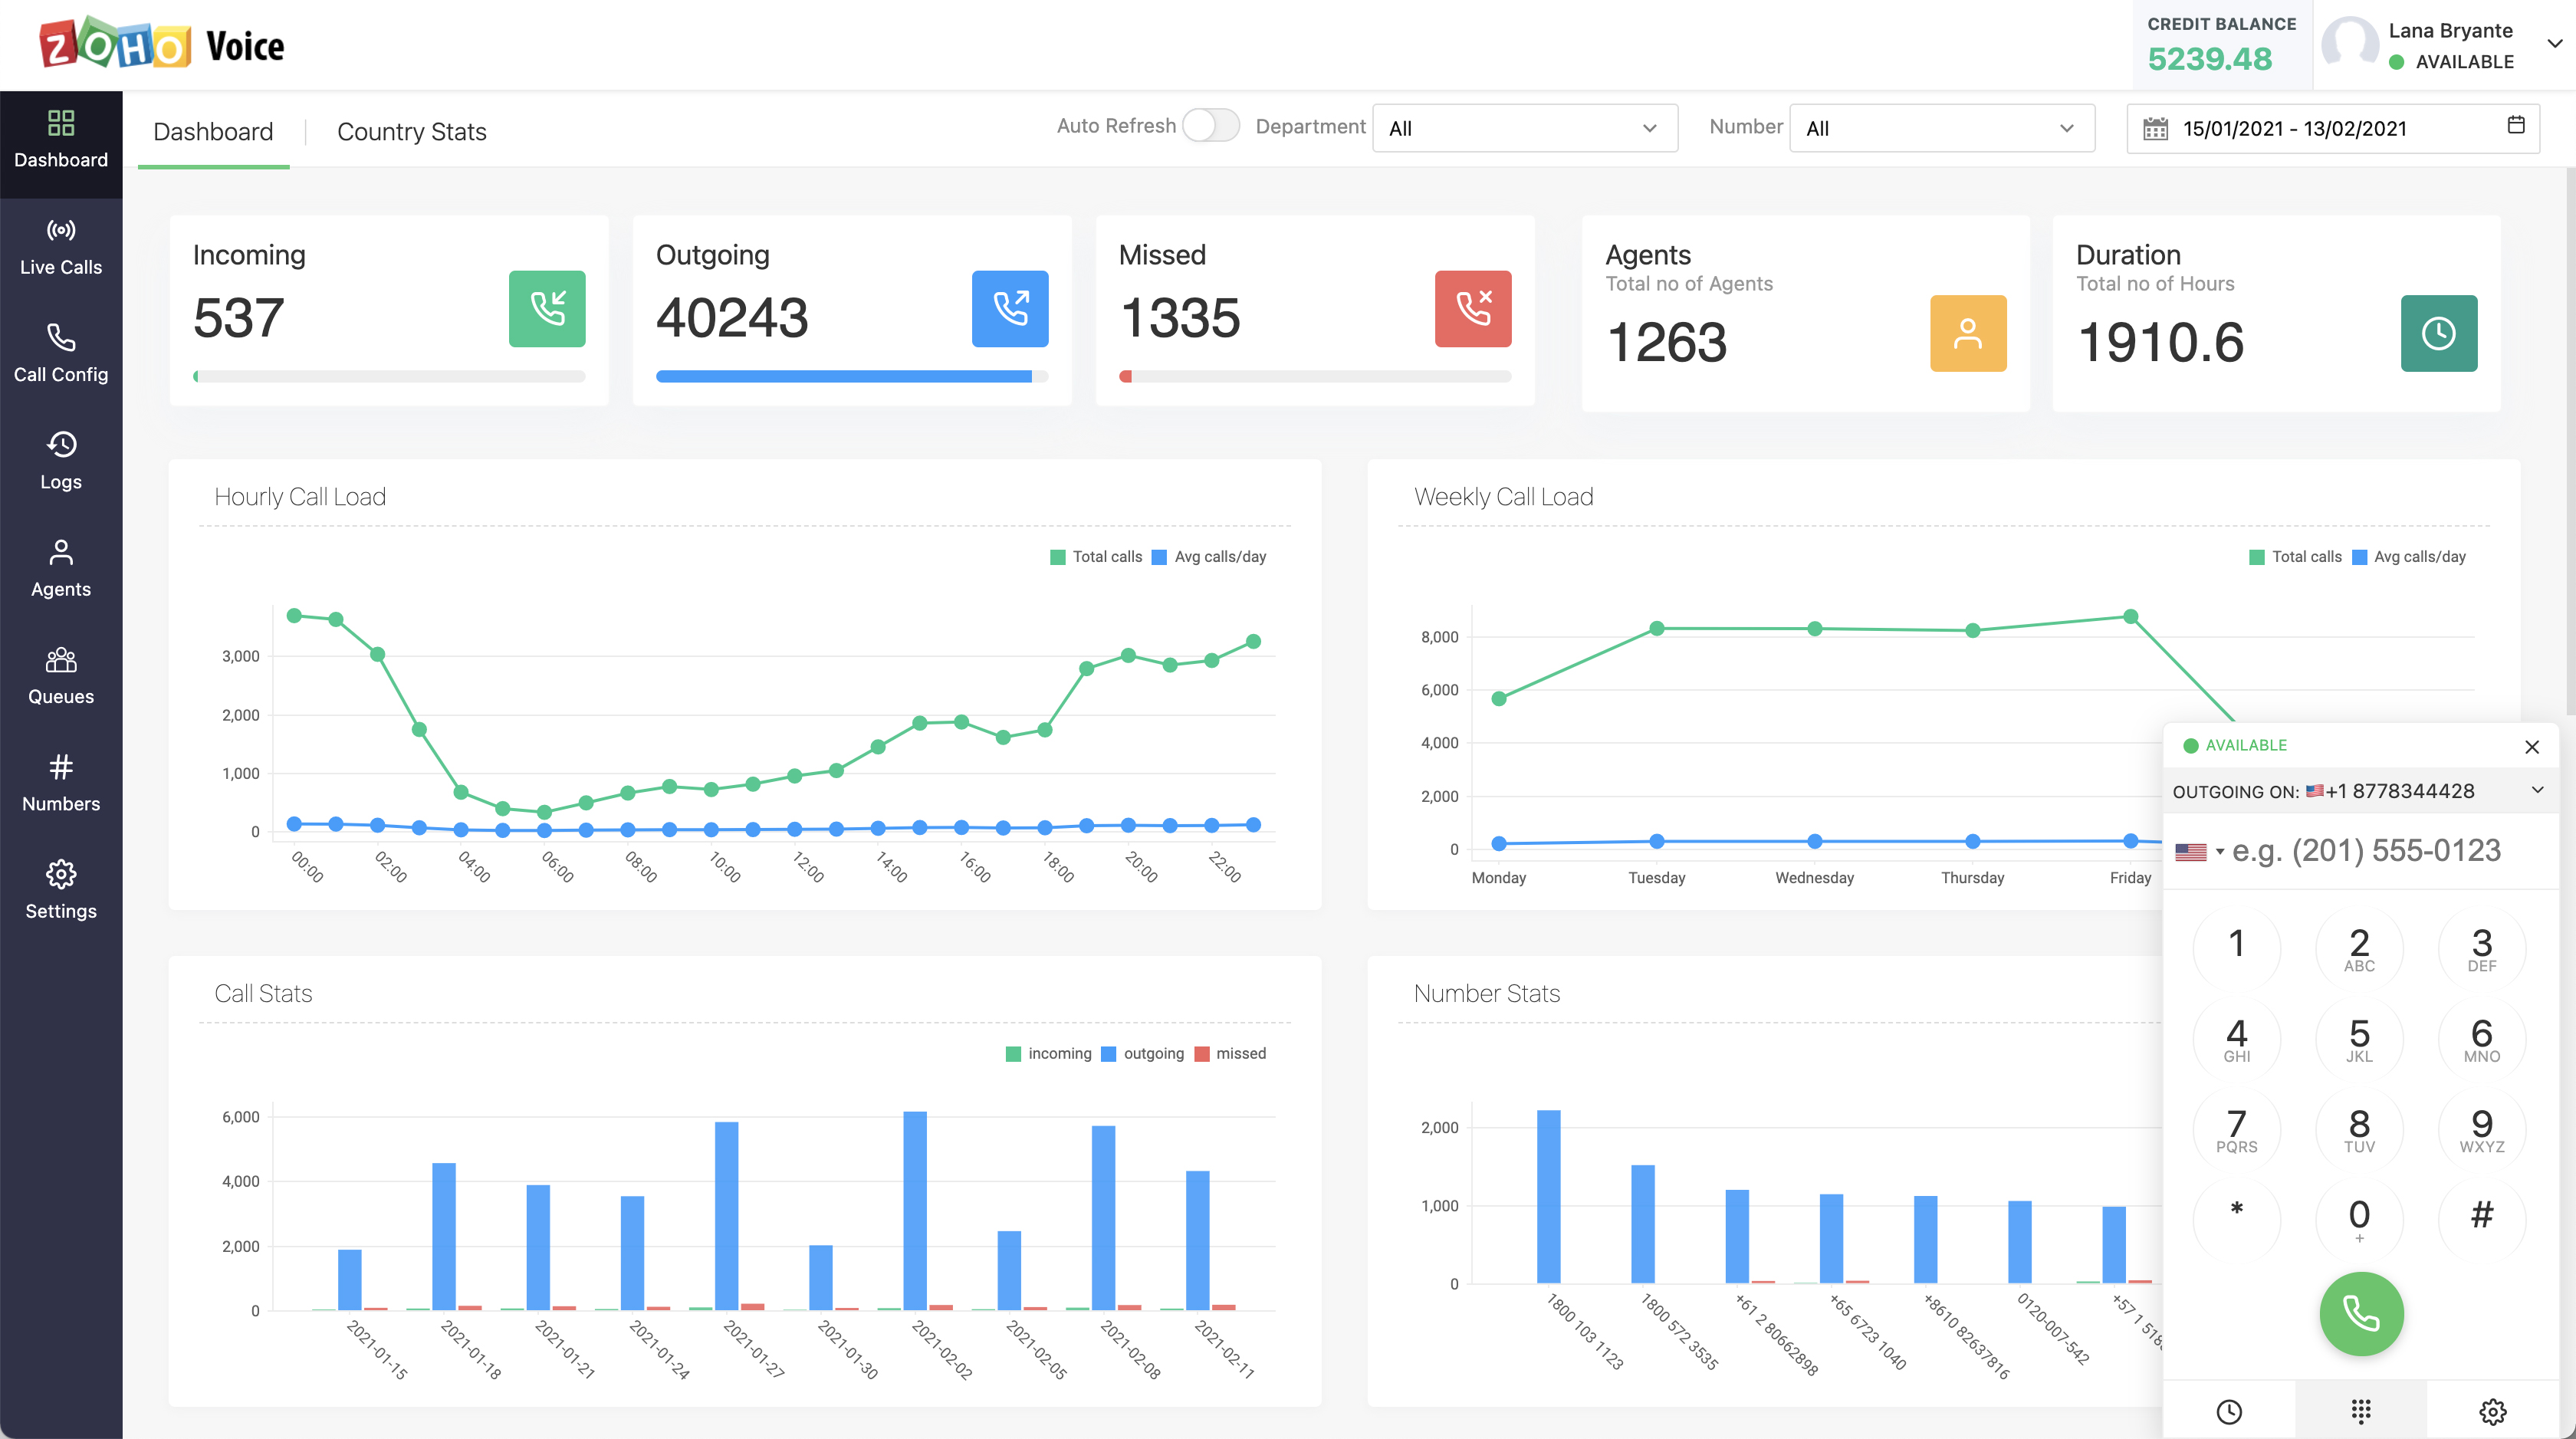 ZOHO Voice
CREDIT BALANCE
5239.48
Lana Bryante
AVAILABLE
Dashboard
Live Calls
Call Config
Logs
Agents
Queues
Numbers
Settings
Dashboard
Country Stats
Auto Refresh
Department
All
Number
All
15/01/2021 - 13/02/2021
Incoming
537
Outgoing
40243
Missed
1335
Agents
Total no of Agents
1263
Duration
Total no of Hours
1910.6
Hourly Call Load
Total calls Avg calls/day
3,000
2,000
1,000
0
00:00 02:00 04:00 06:00 08:00 10:00 12:00 14:00 16:00 18:00 20:00 22:00
Weekly Call Load
Total calls Avg calls/day
8,000
6,000
4,000
2,000
0
Monday Tuesday Wednesday Thursday Friday
Call Stats
incoming outgoing missed
6,000
4,000
2,000
0
2021-01-15 2021-01-18 2021-01-21 2021-01-24 2021-01-27 2021-01-30 2021-02-02 2021-02-05 2021-02-08 2021-02-11
Number Stats
2,000
1,000
0
1800 103 1123
1800 572 3535
+61 2 80662898
+65 6723 1040
+8610 82637816
0120-007-542
+57 1 518
AVAILABLE
OUTGOING ON: +1 8778344428
e.g. (201) 555-0123
1 2 3
ABC DEF
4 5 6
GHI JKL MNO
7 8 9
PQRS TUV WXYZ
* 0 #
+